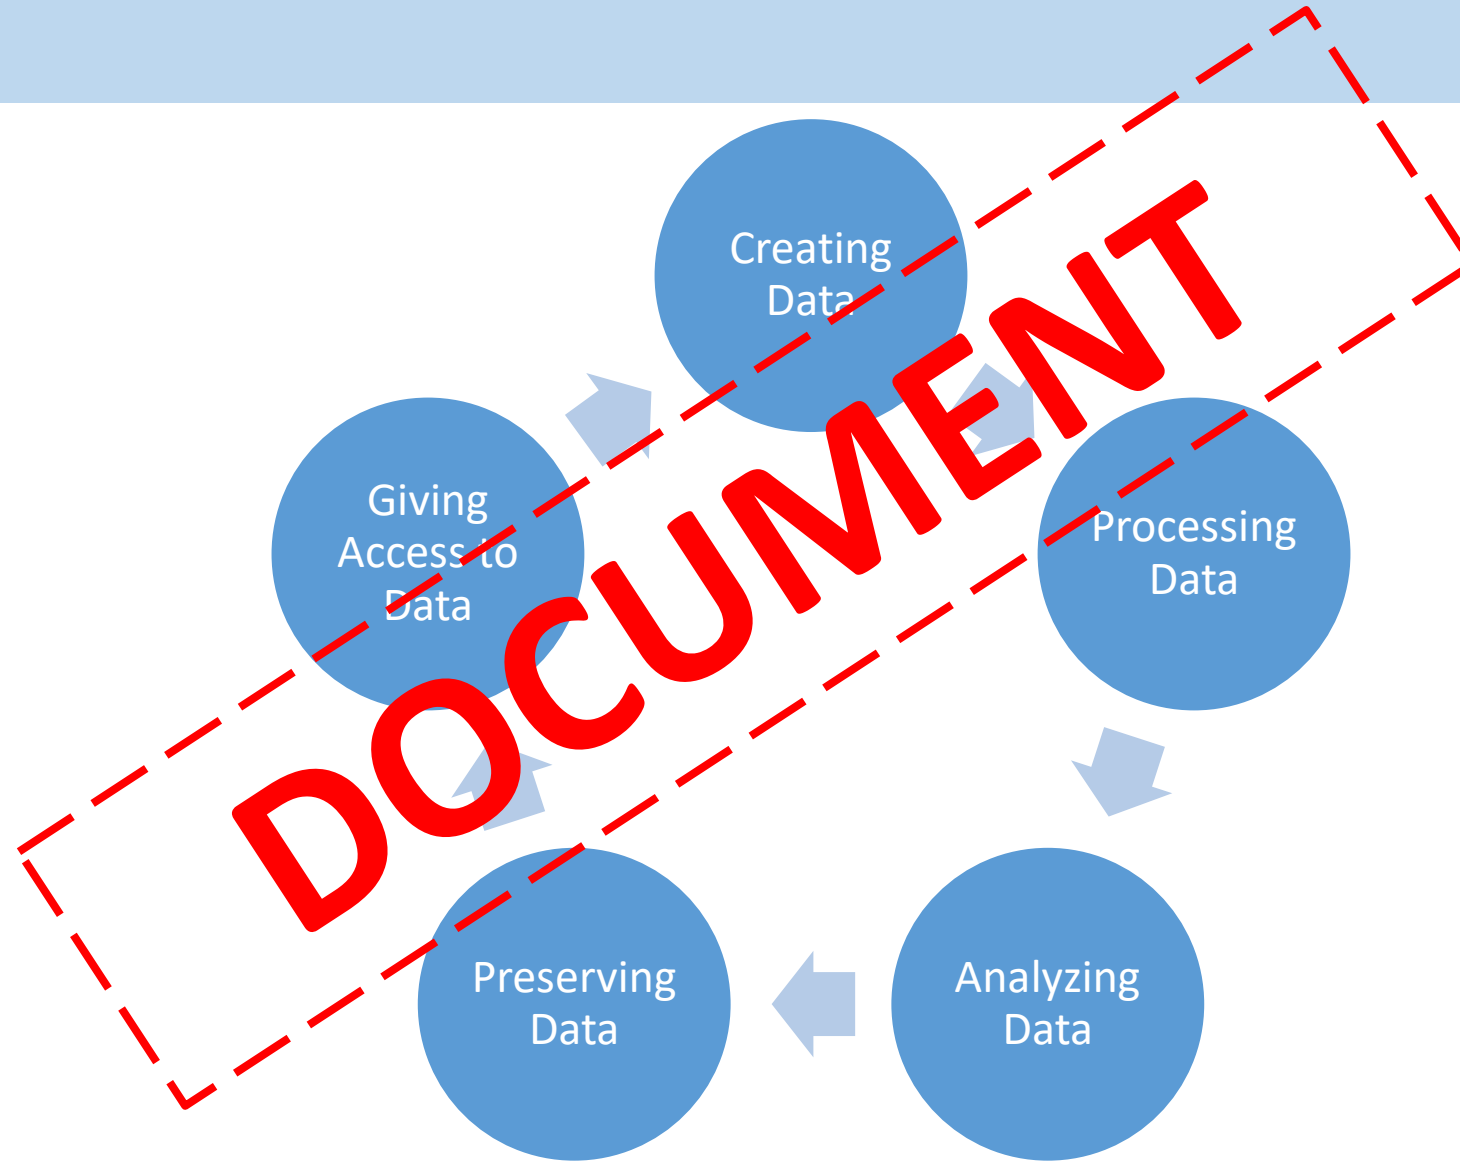 Creating
Data
Processing
Data
Analyzing
Data
Preserving
Data
Giving
Access to
Data
DOCUMENT